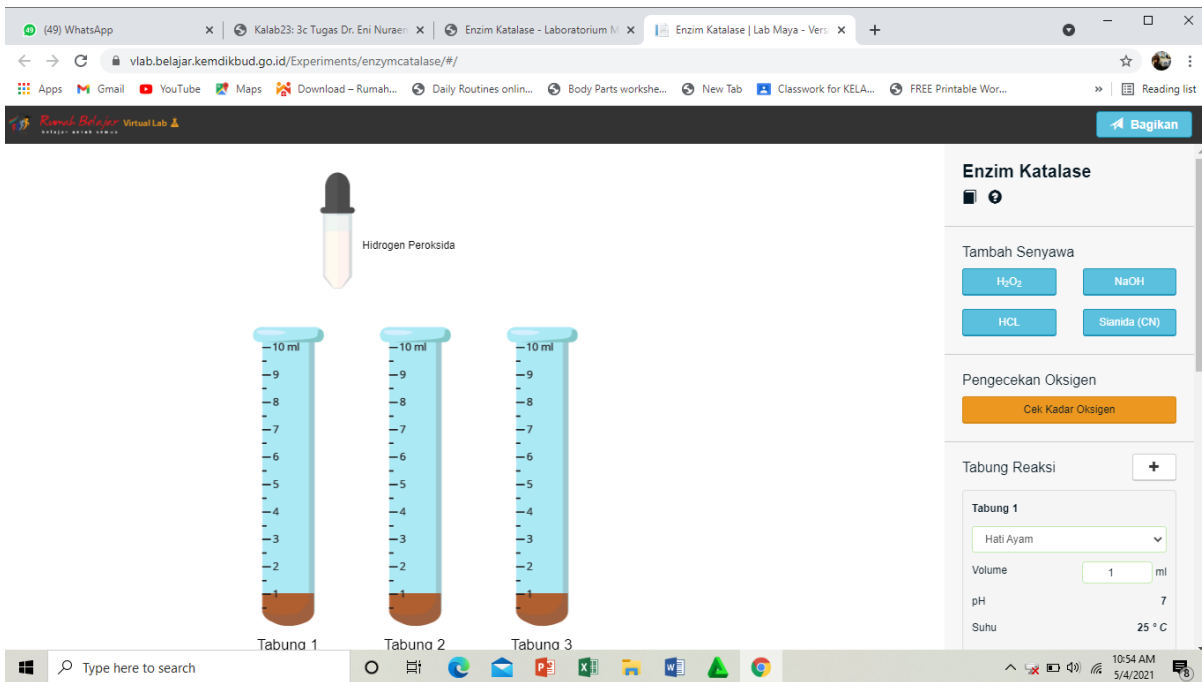 (49) WhatsApp
Kalab23: 3c Tugas Dr. Eni Nuraen
Enzim Katalase - Laboratorium M
Enzim Katalase | Lab Maya - Vers
vlab.belajar.kemdikbud.go.id/Experiments/enzymcatalase/#/
Apps Gmail YouTube Maps Download – Rumah... Daily Routines onlin... Body Parts workshe... New Tab Classwork for KELA... FREE Printable Wor... » Reading list
Rumah Belajar Virtual Lab
belajar untuk semua
Bagikan
Enzim Katalase
Hidrogen Peroksida
Tambah Senyawa
H₂O₂ NaOH
HCL Sianida (CN)
Pengecekan Oksigen
Cek Kadar Oksigen
Tabung Reaksi +
Tabung 1
Hati Ayam
Volume 1 ml
pH 7
Suhu 25 ° C
10 ml 10 ml 10 ml
9 9 9
8 8 8
7 7 7
6 6 6
5 5 5
4 4 4
3 3 3
2 2 2
1 1 1
Tabung 1 Tabung 2 Tabung 3
Type here to search
10:54 AM
5/4/2021
8